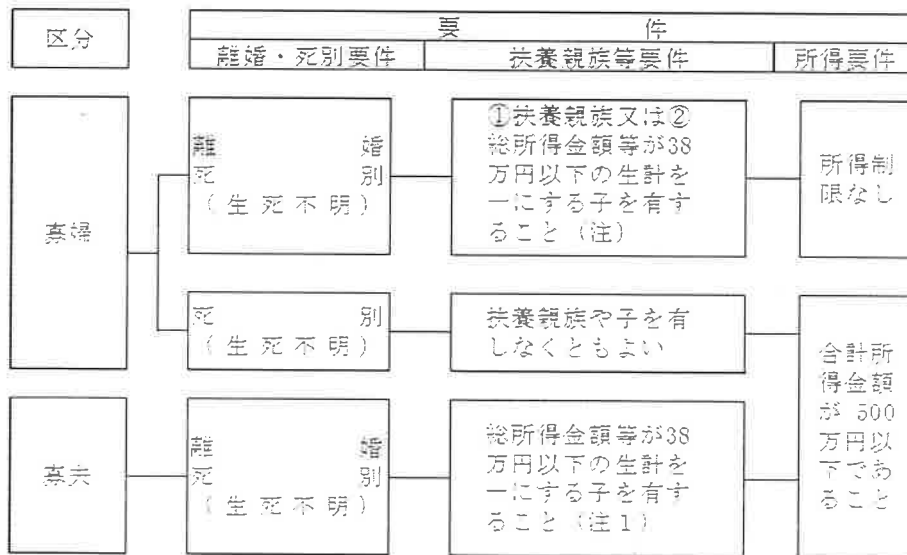 区分
要件
離婚・死別要件
扶養親族等要件
所得要件
寡婦
離婚
死別
(生死不明)
①扶養親族又は②
総所得金額等が38
万円以下の生計を
一にする子を有す
ること(注)
所得制
限なし
死別
(生死不明)
扶養親族や子を有
しなくともよい
合計所
得金額
が 500
万円以
下であ
ること
寡夫
離婚
死別
(生死不明)
総所得金額等が38
万円以下の生計を
一にする子を有す
ること(注1)